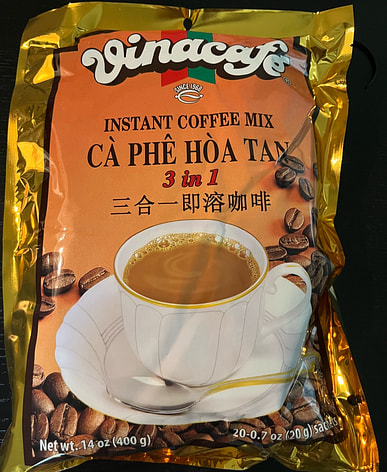 Vinacafé
SINCE 1968
INSTANT COFFEE MIX
CÀ PHÊ HÒA TAN
3 in 1
三合一即溶咖啡
Net wt. 14 oz (400 g)
20-0.7 oz (20 g) sachets